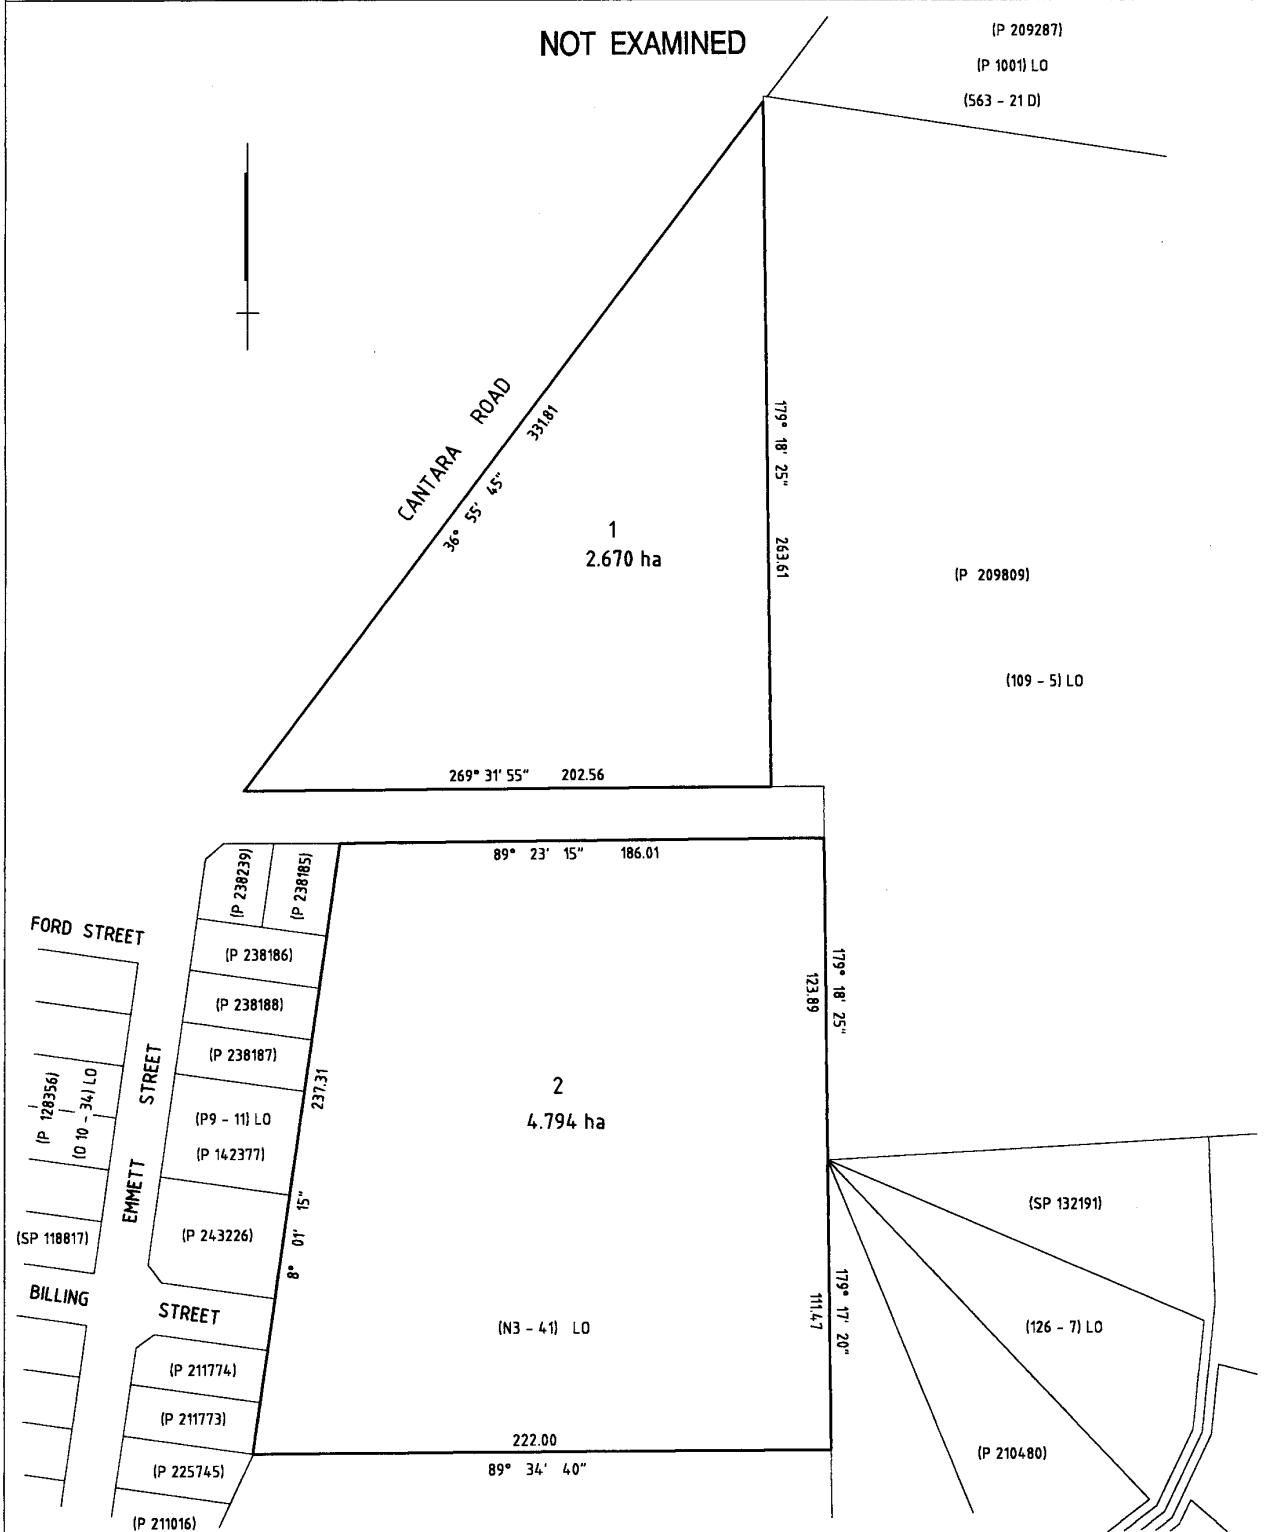 NOT EXAMINED
(P 209287)
(P 1001) LO
(563 - 21 D)
CANTARA ROAD
331.81
36° 55' 45"
179° 18' 25"
263.61
1
2.670 ha
(P 209809)
(109 - 5) LO
269° 31' 55" 202.56
89° 23' 15" 186.01
(P 238239)
(P 238185)
FORD STREET
(P 238186)
(P 238188)
(P 238187)
179° 18' 25"
123.89
EMMETT STREET
(P 128356)
(O 10 - 34) LO
(P9 - 11) LO
(P 142377)
237.31
8° 01' 15"
2
4.794 ha
(SP 118817)
(P 243226)
(SP 132191)
BILLING STREET
(N3 - 41) LO
179° 17' 20"
111.47
(126 - 7) LO
(P 211774)
(P 211773)
222.00
89° 34' 40"
(P 225745)
(P 210480)
(P 211016)